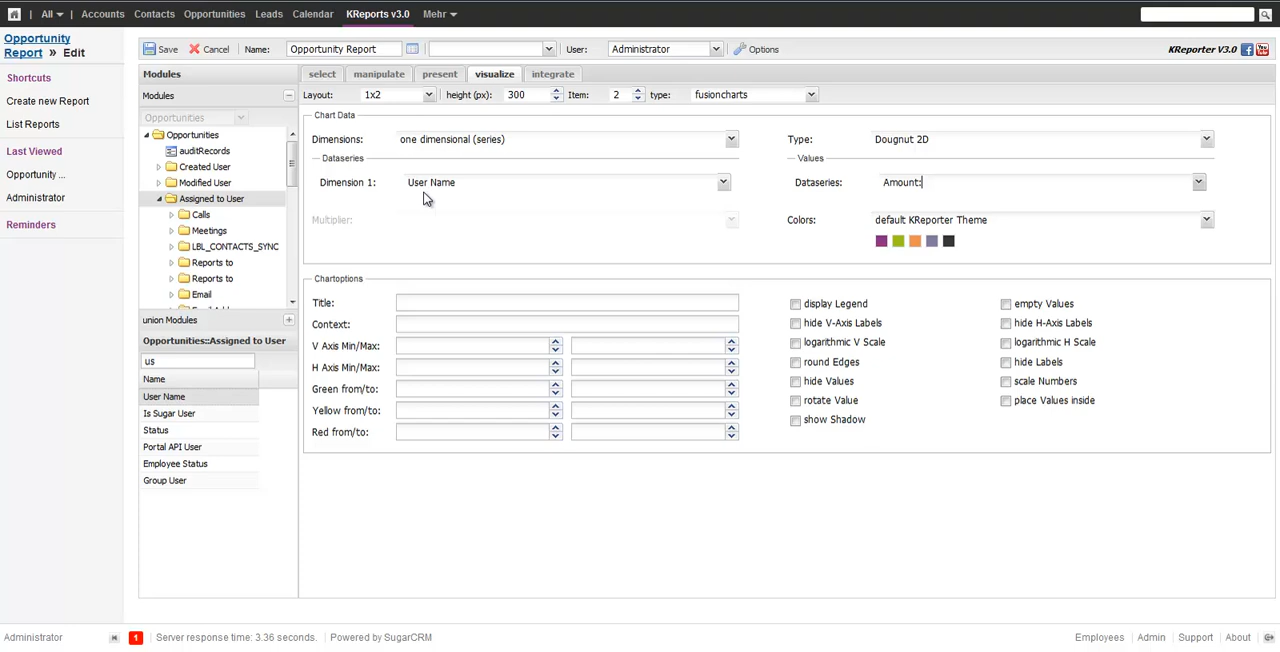 All | Accounts Contacts Opportunities Leads Calendar KReports v3.0 Mehr
Opportunity
Report » Edit
Save Cancel Name: Opportunity Report User: Administrator Options KReporter V3.0
Shortcuts
Create new Report
List Reports
Last Viewed
Opportunity ...
Administrator
Reminders
Modules
Modules
Opportunities
Opportunities
auditRecords
Created User
Modified User
Assigned to User
Calls
Meetings
LBL_CONTACTS_SYNC
Reports to
Reports to
Email
union Modules
Opportunities::Assigned to User
us
Name
User Name
Is Sugar User
Status
Portal API User
Employee Status
Group User
select manipulate present visualize integrate
Layout: 1x2 height (px): 300 Item: 2 type: fusioncharts
Chart Data
Dimensions: one dimensional (series) Type: Dougnut 2D
Dataseries Values
Dimension 1: User Name Dataseries: Amount:
Multiplier: Colors: default KReporter Theme
Chartoptions
Title: display Legend empty Values
Context: hide V-Axis Labels hide H-Axis Labels
V Axis Min/Max: logarithmic V Scale logarithmic H Scale
H Axis Min/Max: round Edges hide Labels
Green from/to: hide Values scale Numbers
Yellow from/to: rotate Value place Values inside
Red from/to: show Shadow
Administrator 1 Server response time: 3.36 seconds. | Powered by SugarCRM Employees | Admin | Support | About